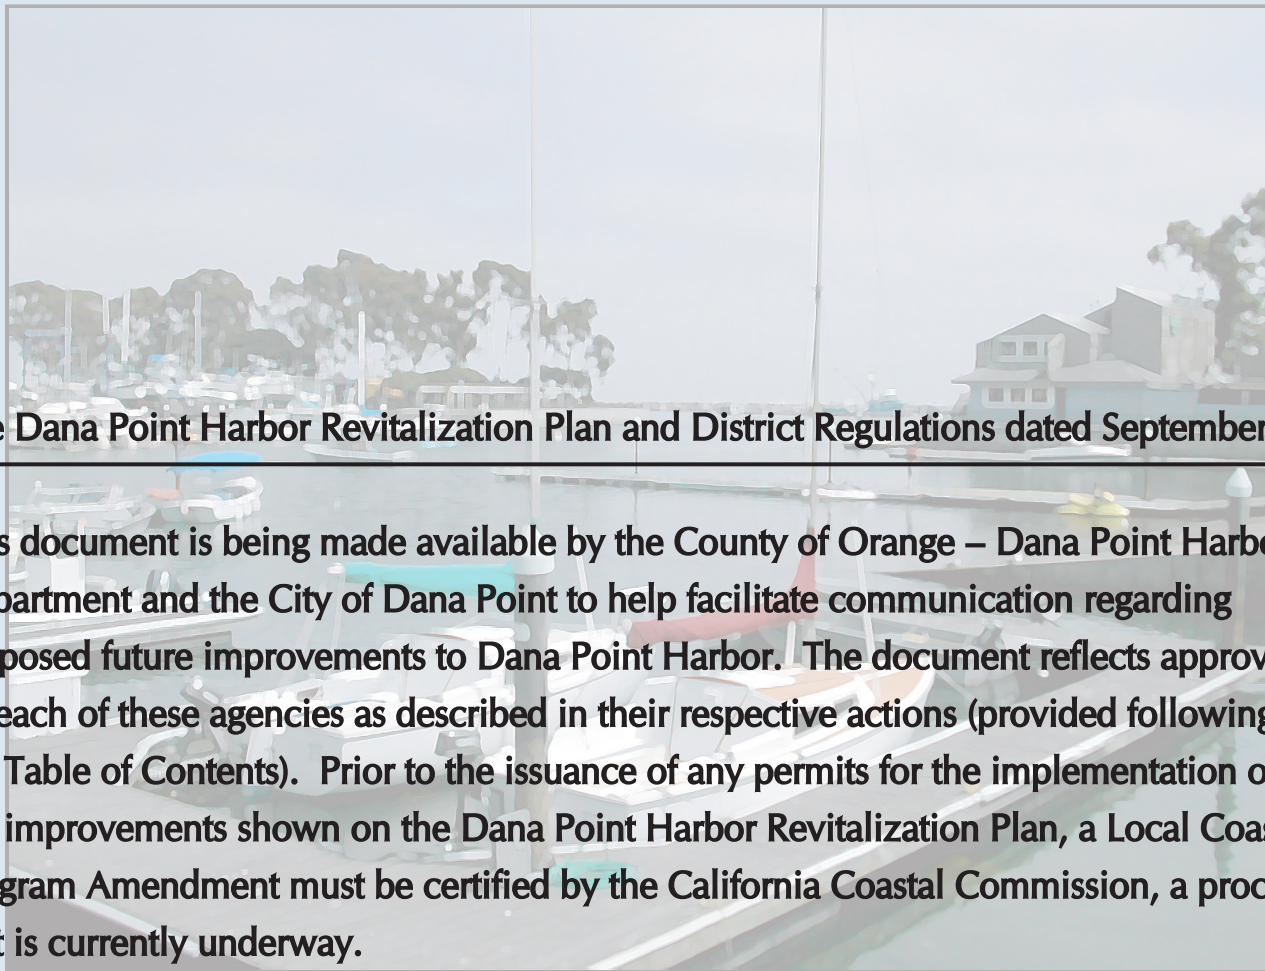 e Dana Point Harbor Revitalization Plan and District Regulations dated September
s document is being made available by the County of Orange – Dana Point Harbo
partment and the City of Dana Point to help facilitate communication regarding
posed future improvements to Dana Point Harbor.  The document reflects approv
each of these agencies as described in their respective actions (provided following
Table of Contents).  Prior to the issuance of any permits for the implementation o
improvements shown on the Dana Point Harbor Revitalization Plan, a Local Coas
gram Amendment must be certified by the California Coastal Commission, a proc
t is currently underway.